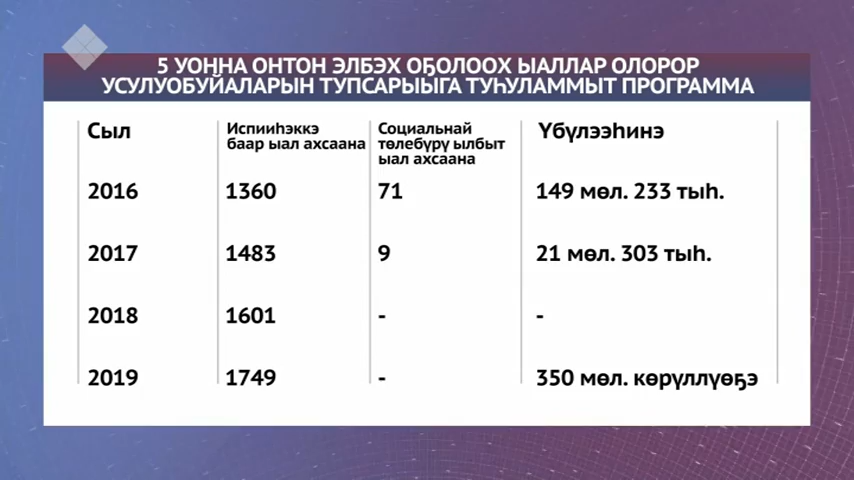 5 УОННА ОНТОН ЭЛБЭХ ОҔОЛООХ ЫАЛЛАР ОЛОРОР
УСУЛУОБУЙАЛАРЫН ТУПСАРЫЫГА ТУҺУЛАММЫТ ПРОГРАММА
Сыл
Испииһэккэ
баар ыал ахсаана
Социальнай
төлебүрү ылбыт
ыал ахсаана
Үбүлээһинэ
2016 1360 71 149 мөл. 233 тыһ.
2017 1483 9 21 мөл. 303 тыһ.
2018 1601 - -
2019 1749 - 350 мөл. көрүллүөҕэ